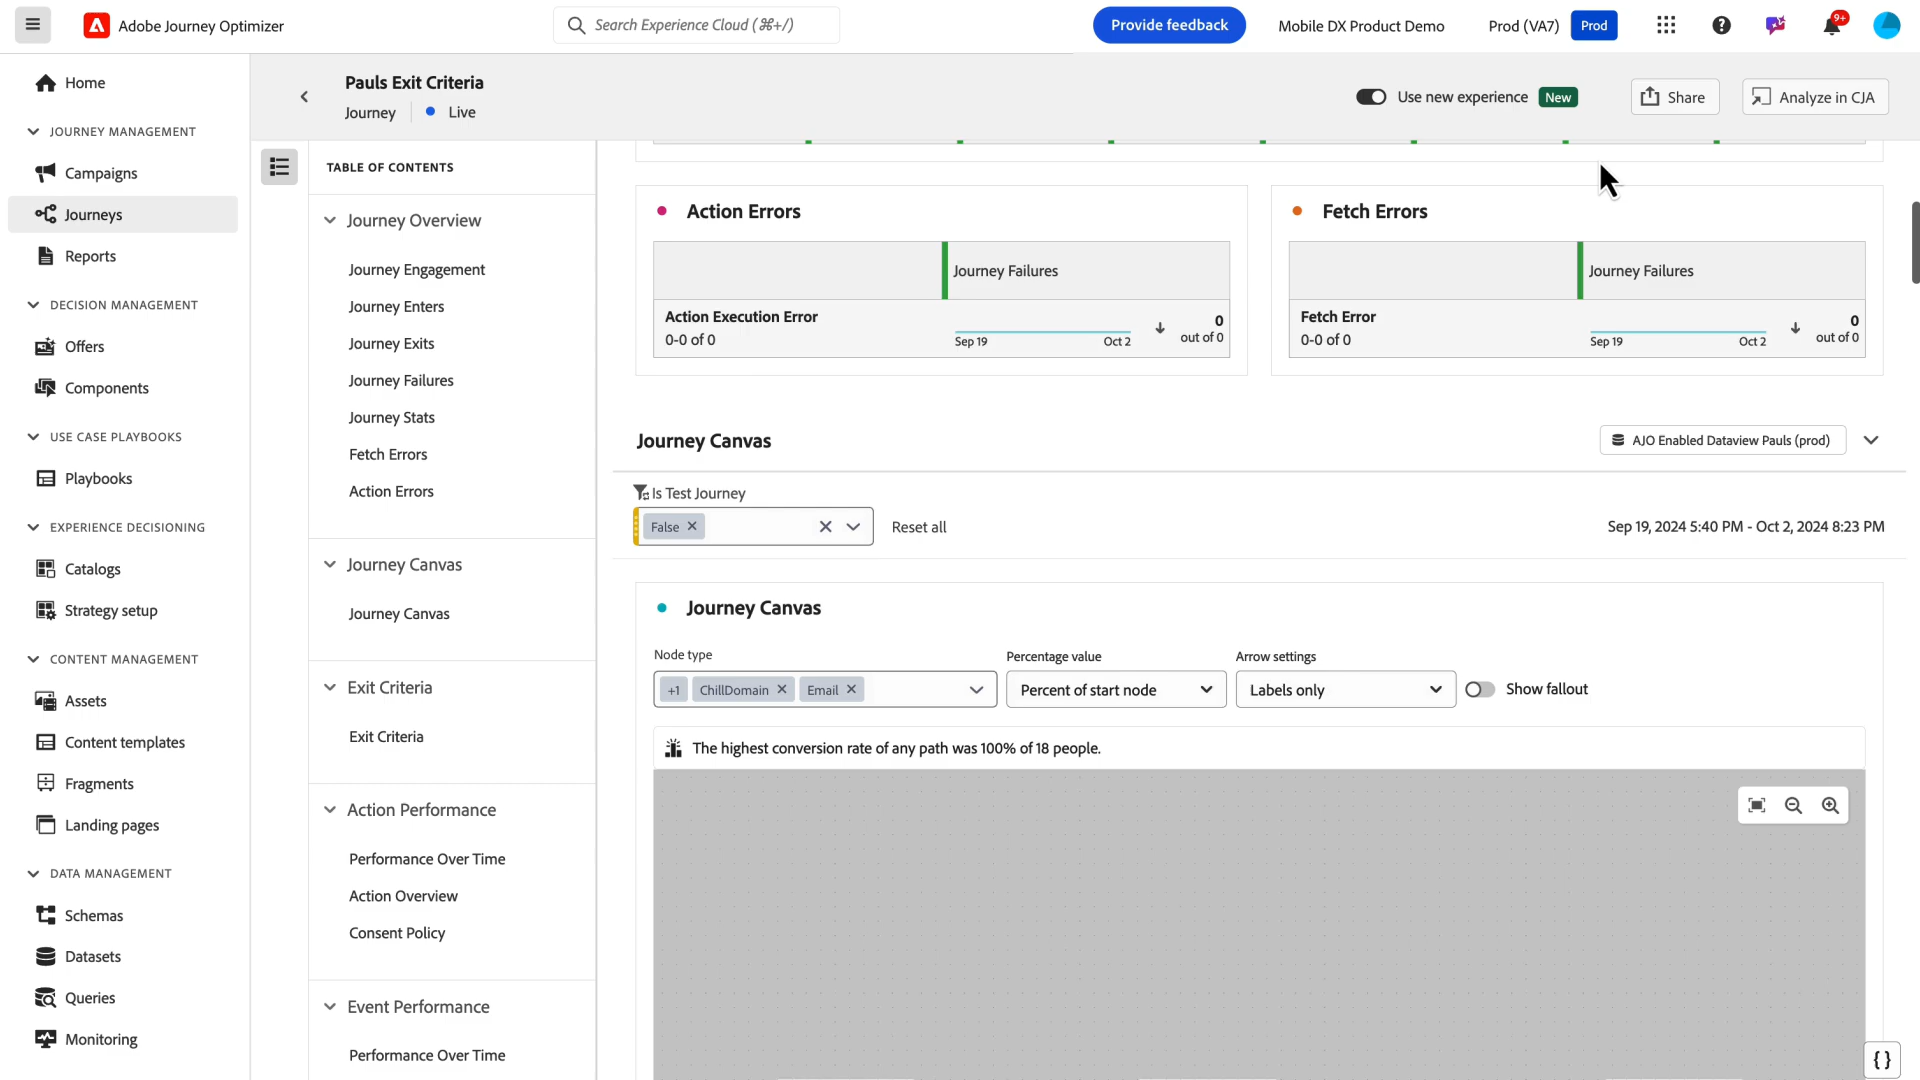 Adobe Journey Optimizer
Search Experience Cloud (⌘+/)
Provide feedback
Mobile DX Product Demo
Prod (VA7)
Prod
9+
Home
JOURNEY MANAGEMENT
Campaigns
Journeys
Reports
DECISION MANAGEMENT
Offers
Components
USE CASE PLAYBOOKS
Playbooks
EXPERIENCE DECISIONING
Catalogs
Strategy setup
CONTENT MANAGEMENT
Assets
Content templates
Fragments
Landing pages
DATA MANAGEMENT
Schemas
Datasets
Queries
Monitoring
Pauls Exit Criteria
Journey
Live
Use new experience
New
Share
Analyze in CJA
TABLE OF CONTENTS
Journey Overview
Journey Engagement
Journey Enters
Journey Exits
Journey Failures
Journey Stats
Fetch Errors
Action Errors
Journey Canvas
Journey Canvas
Exit Criteria
Exit Criteria
Action Performance
Performance Over Time
Action Overview
Consent Policy
Event Performance
Performance Over Time
Action Errors
Journey Failures
Action Execution Error
0-0 of 0
Sep 19
Oct 2
0
out of 0
Fetch Errors
Journey Failures
Fetch Error
0-0 of 0
Sep 19
Oct 2
0
out of 0
Journey Canvas
AJO Enabled Dataview Pauls (prod)
Is Test Journey
False
Reset all
Sep 19, 2024 5:40 PM - Oct 2, 2024 8:23 PM
Journey Canvas
Node type
+1
ChillDomain
Email
Percentage value
Percent of start node
Arrow settings
Labels only
Show fallout
The highest conversion rate of any path was 100% of 18 people.
{}